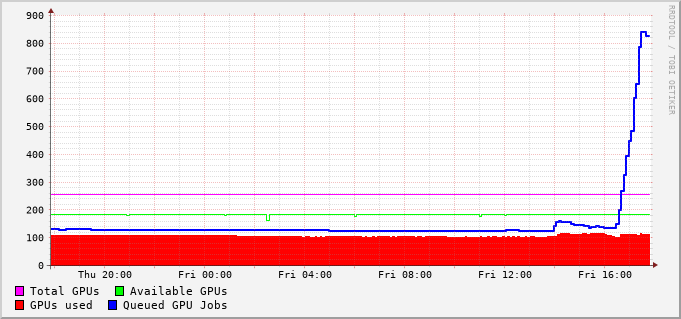 900
800
700
600
500
400
300
200
100
0
Thu 20:00 Fri 00:00 Fri 04:00 Fri 08:00 Fri 12:00 Fri 16:00
Total GPUs Available GPUs
GPUs used Queued GPU Jobs
RRDTOOL / TOBI OETIKER